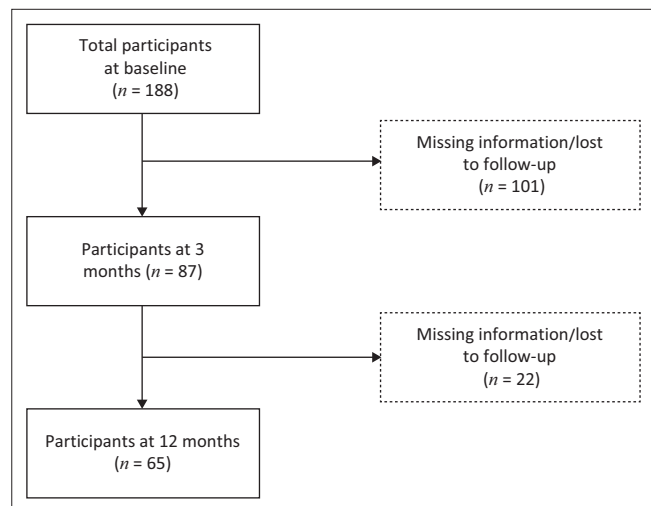 Total participants
at baseline
(n = 188)
Missing information/lost
to follow-up
(n = 101)
Participants at 3
months (n = 87)
Missing information/lost
to follow-up
(n = 22)
Participants at 12 months
(n = 65)